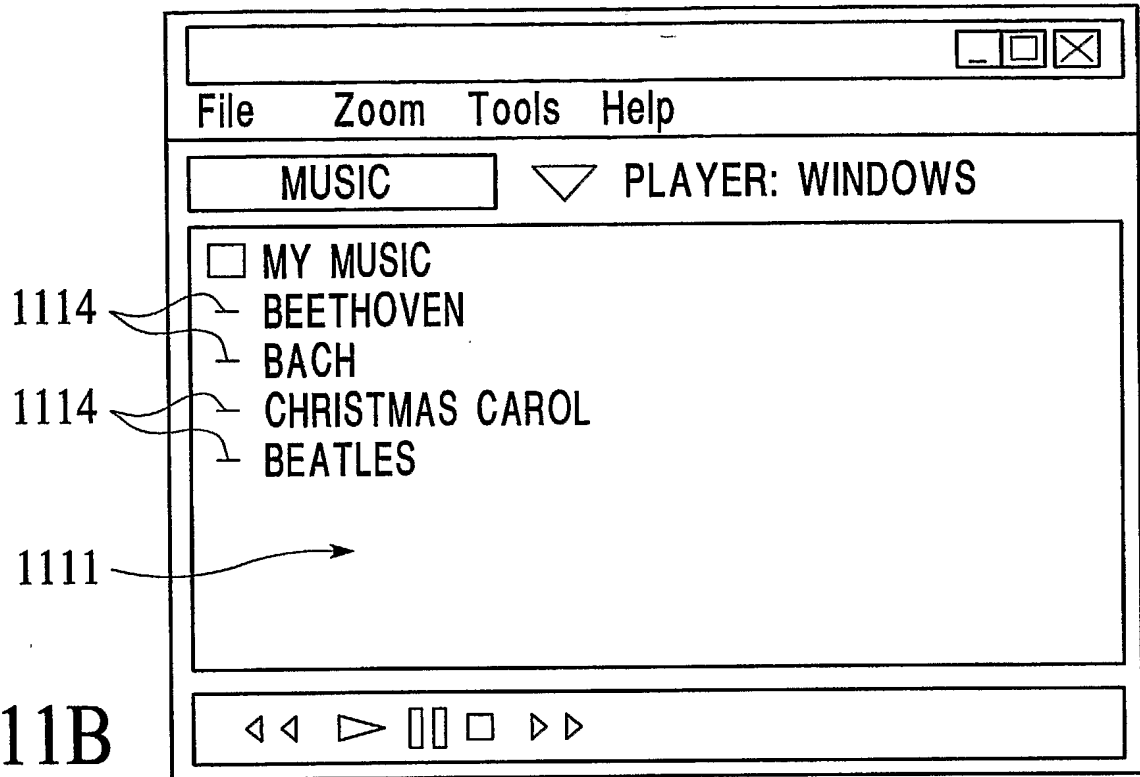 File Zoom Tools Help
MUSIC PLAYER: WINDOWS
MY MUSIC
1114 BEETHOVEN
BACH
1114 CHRISTMAS CAROL
BEATLES
1111
11B